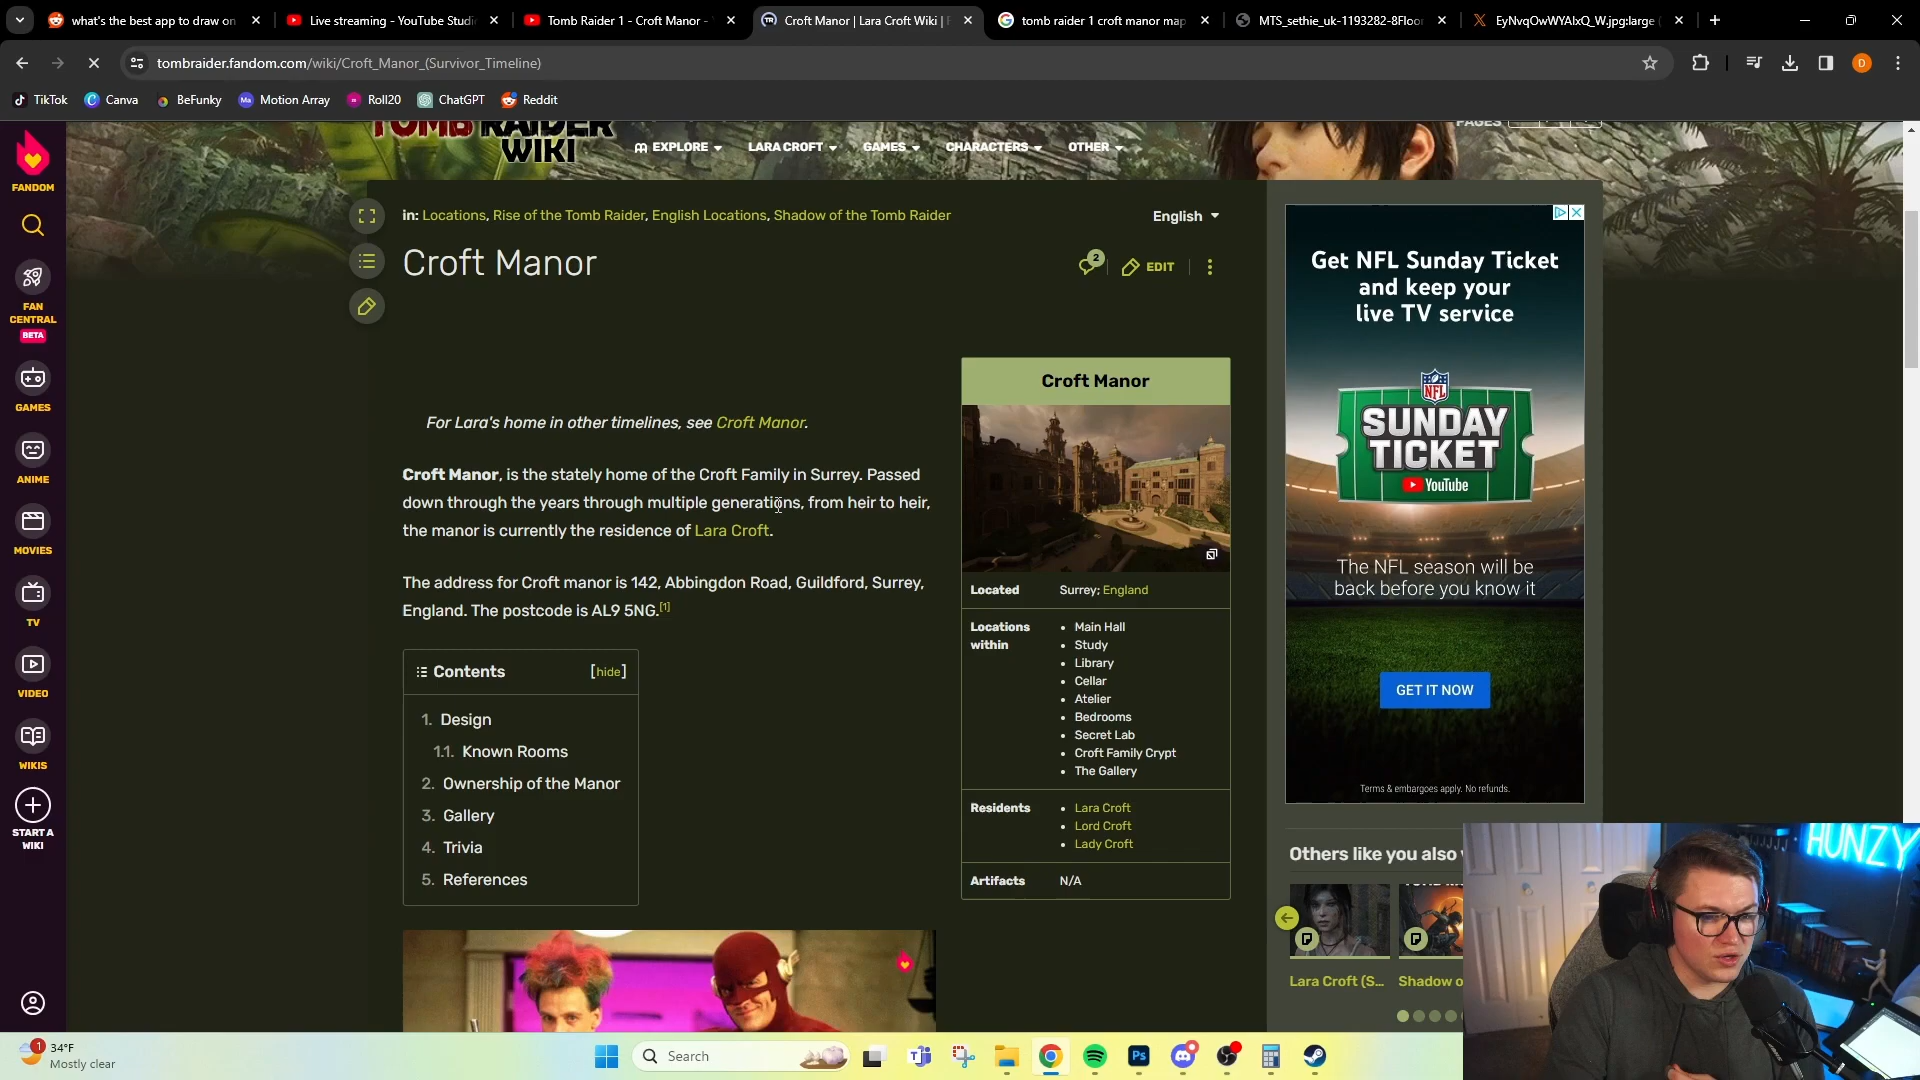 what's the best app to draw on
Live streaming - YouTube Studi
Tomb Raider 1 - Croft Manor -
Croft Manor | Lara Croft Wiki |
tomb raider 1 croft manor map
MTS_sethie_uk-1193282-8Floor
EyNvqOwWYAIxQ_W.jpg:large (
tombraider.fandom.com/wiki/Croft_Manor_(Survivor_Timeline)
D
TikTok
Canva
BeFunky
Motion Array
Roll20
ChatGPT
Reddit
TOMB RAIDER
WIKI
EXPLORE
LARA CROFT
GAMES
CHARACTERS
OTHER
PAGES
FANDOM
FAN
CENTRAL
BETA
GAMES
ANIME
MOVIES
TV
VIDEO
WIKIS
START A
WIKI
in: Locations, Rise of the Tomb Raider, English Locations, Shadow of the Tomb Raider
English
Croft Manor
2
EDIT
For Lara's home in other timelines, see Croft Manor.
Croft Manor, is the stately home of the Croft Family in Surrey. Passed
down through the years through multiple generations, from heir to heir,
the manor is currently the residence of Lara Croft.
The address for Croft manor is 142, Abbingdon Road, Guildford, Surrey,
England. The postcode is AL9 5NG.[1]
Contents [hide]
1. Design
1.1. Known Rooms
2. Ownership of the Manor
3. Gallery
4. Trivia
5. References
Croft Manor
Located Surrey; England
Locations within
• Main Hall
• Study
• Library
• Cellar
• Atelier
• Bedrooms
• Secret Lab
• Croft Family Crypt
• The Gallery
Residents
• Lara Croft
• Lord Croft
• Lady Croft
Artifacts N/A
Get NFL Sunday Ticket
and keep your
live TV service
NFL
SUNDAY
TICKET
YouTube
The NFL season will be
back before you know it
GET IT NOW
Terms & embargoes apply. No refunds.
Others like you also
Lara Croft (S...
Shadow o
HUNZY
1
34°F
Mostly clear
Search
Ps